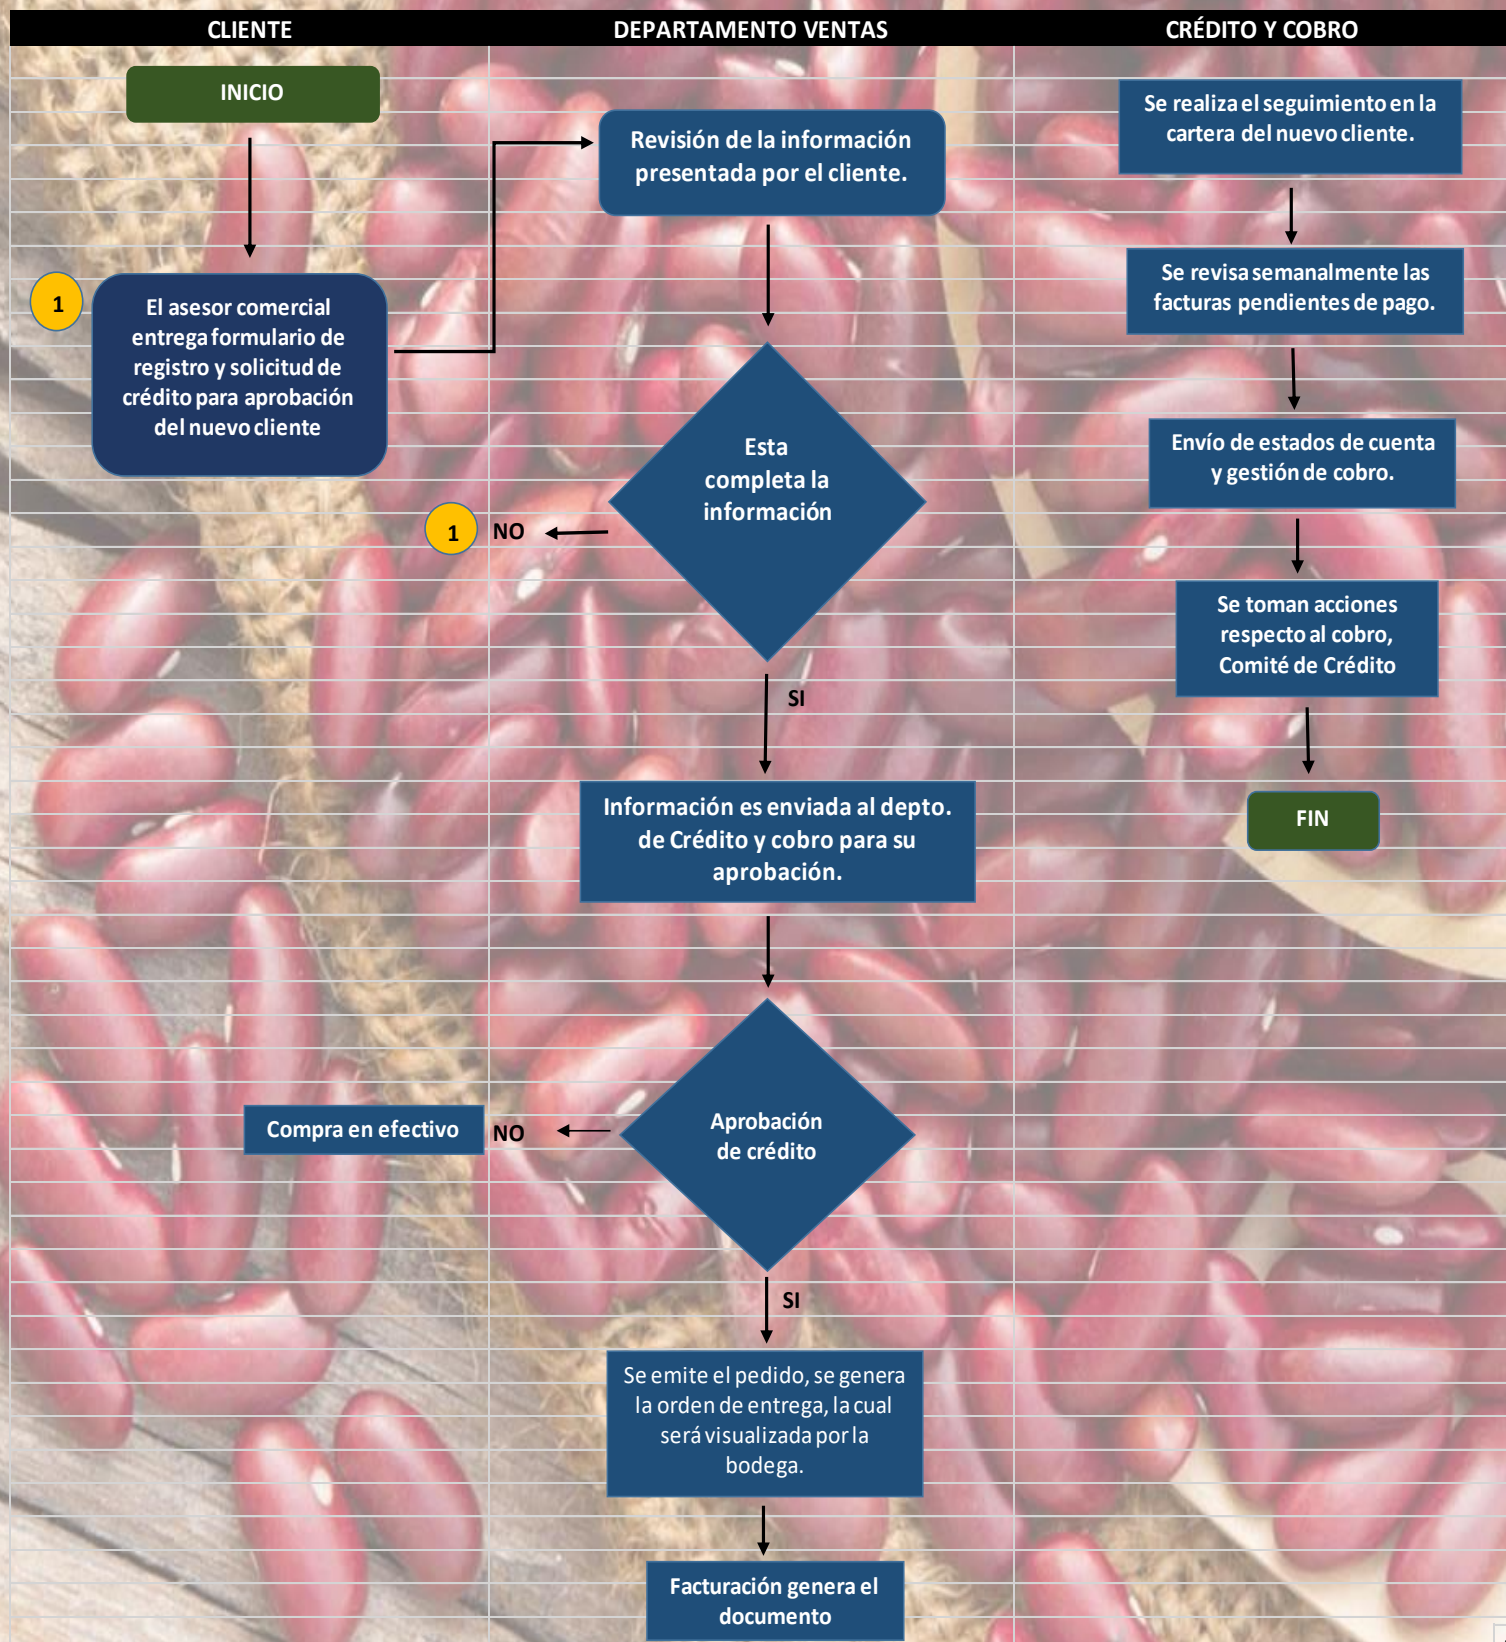 CLIENTE
DEPARTAMENTO VENTAS
CRÉDITO Y COBRO
INICIO
1
El asesor comercial
entrega formulario de
registro y solicitud de
crédito para aprobación
del nuevo cliente
Revisión de la información
presentada por el cliente.
Esta
completa la
información
1
NO
SI
Información es enviada al depto.
de Crédito y cobro para su
aprobación.
Aprobación
de crédito
NO
Compra en efectivo
SI
Se emite el pedido, se genera
la orden de entrega, la cual
será visualizada por la
bodega.
Facturación genera el
documento
Se realiza el seguimiento en la
cartera del nuevo cliente.
Se revisa semanalmente las
facturas pendientes de pago.
Envío de estados de cuenta
y gestión de cobro.
Se toman acciones
respecto al cobro,
Comité de Crédito
FIN